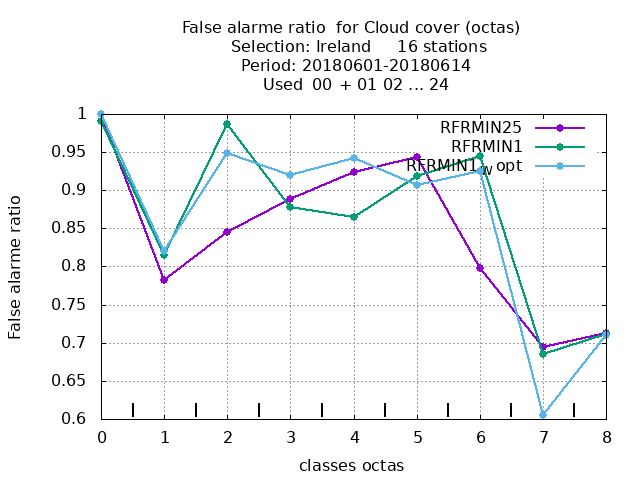 False alarme ratio  for Cloud cover (octas)
Selection: Ireland     16 stations
Period: 20180601-20180614
Used  00 + 01 02 ... 24
RFRMIN25
RFRMIN1
RFRMIN1_wopt
False alarme ratio
1
0.95
0.9
0.85
0.8
0.75
0.7
0.65
0.6
0 1 2 3 4 5 6 7 8
classes octas